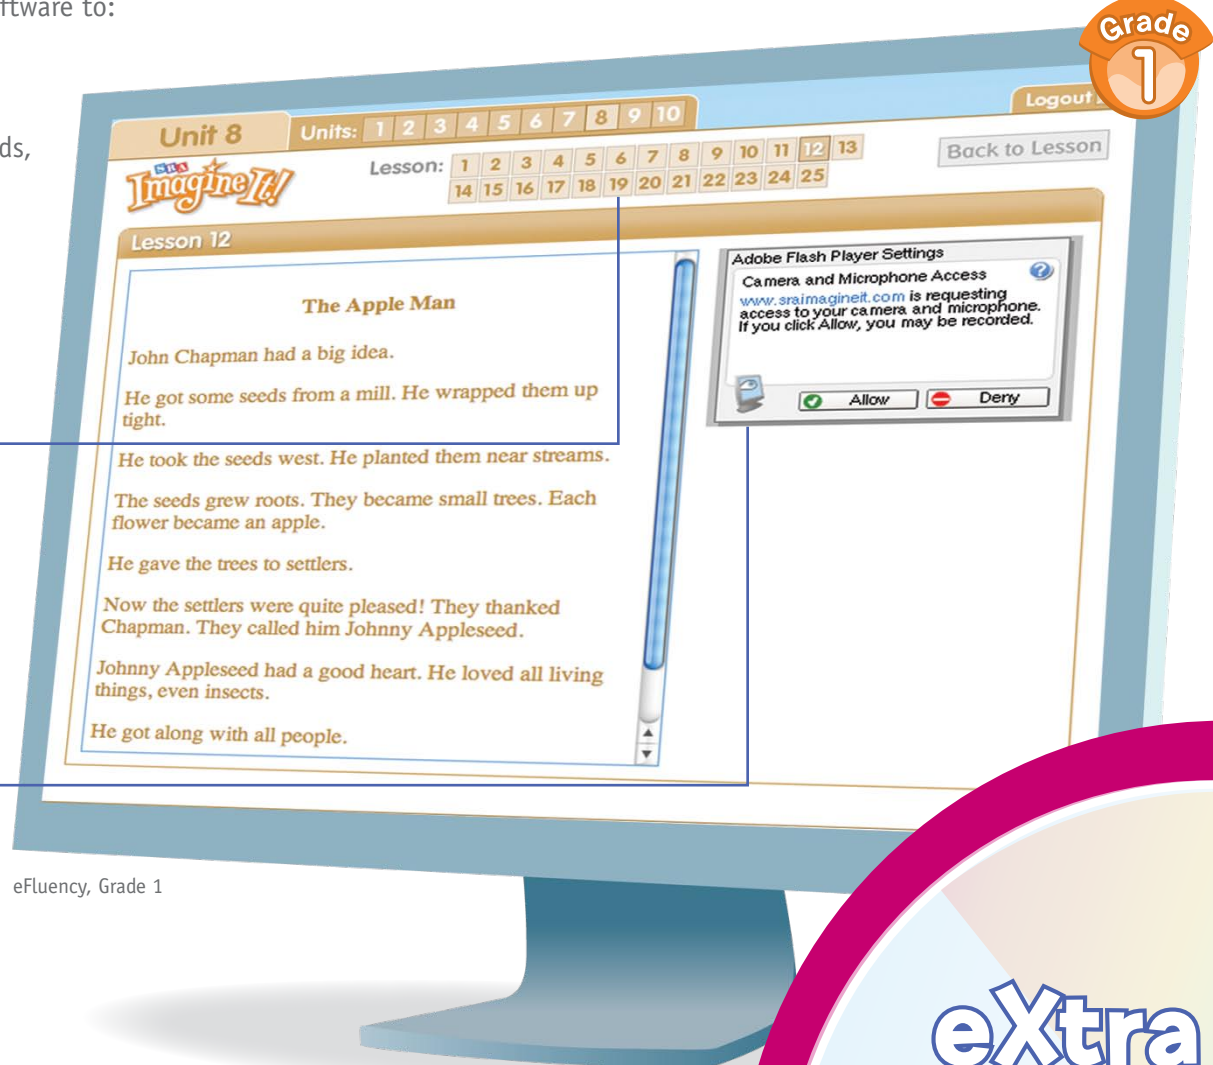 ftware to:
Grade
1
ds,
Unit 8
Units: 1 2 3 4 5 6 7 8 9 10
Logout
SRA
Imagine It!
Lesson: 1 2 3 4 5 6 7 8 9 10 11 12 13
14 15 16 17 18 19 20 21 22 23 24 25
Back to Lesson
Lesson 12
The Apple Man
John Chapman had a big idea.
He got some seeds from a mill. He wrapped them up
tight.
He took the seeds west. He planted them near streams.
The seeds grew roots. They became small trees. Each
flower became an apple.
He gave the trees to settlers.
Now the settlers were quite pleased! They thanked
Chapman. They called him Johnny Appleseed.
Johnny Appleseed had a good heart. He loved all living
things, even insects.
He got along with all people.
Adobe Flash Player Settings
Camera and Microphone Access
www.sraimagineit.com is requesting
access to your camera and microphone.
If you click Allow, you may be recorded.
Allow
Deny
eFluency, Grade 1
eXtra